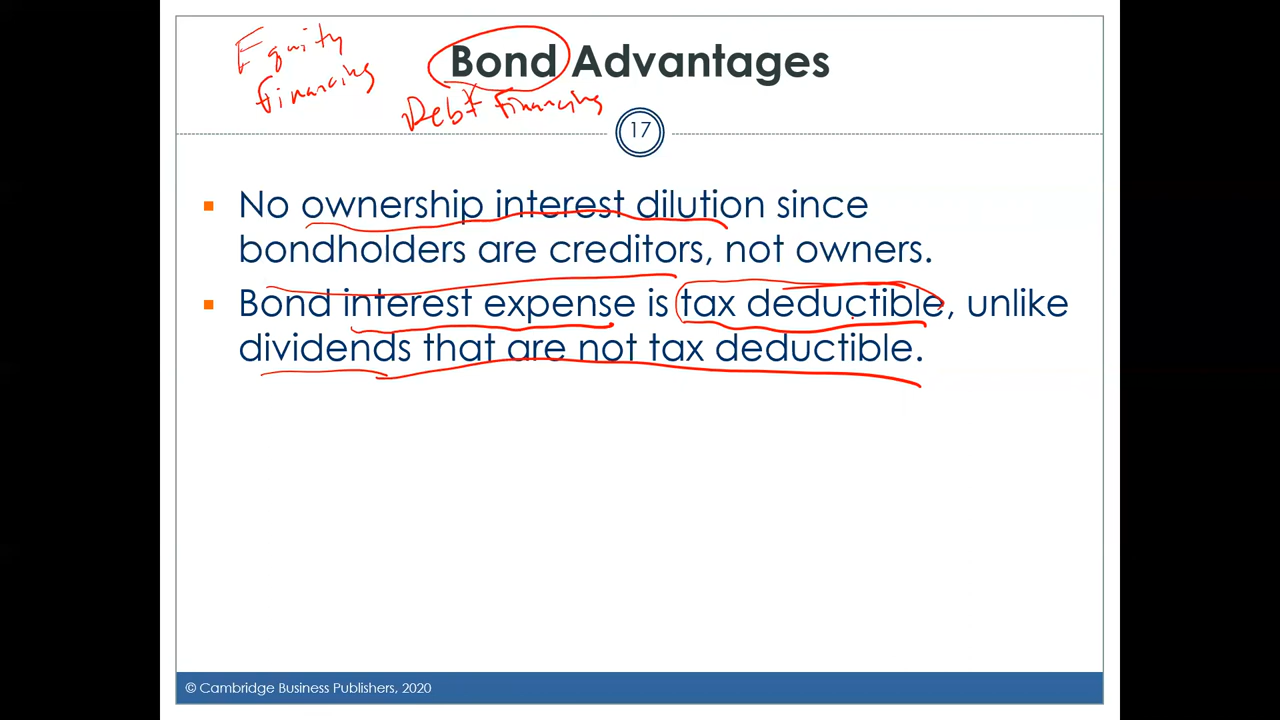 Equity
Financing
Bond Advantages
Debt Financing
17
▪ No ownership interest dilution since
bondholders are creditors, not owners.
▪ Bond interest expense is tax deductible, unlike
dividends that are not tax deductible.
© Cambridge Business Publishers, 2020